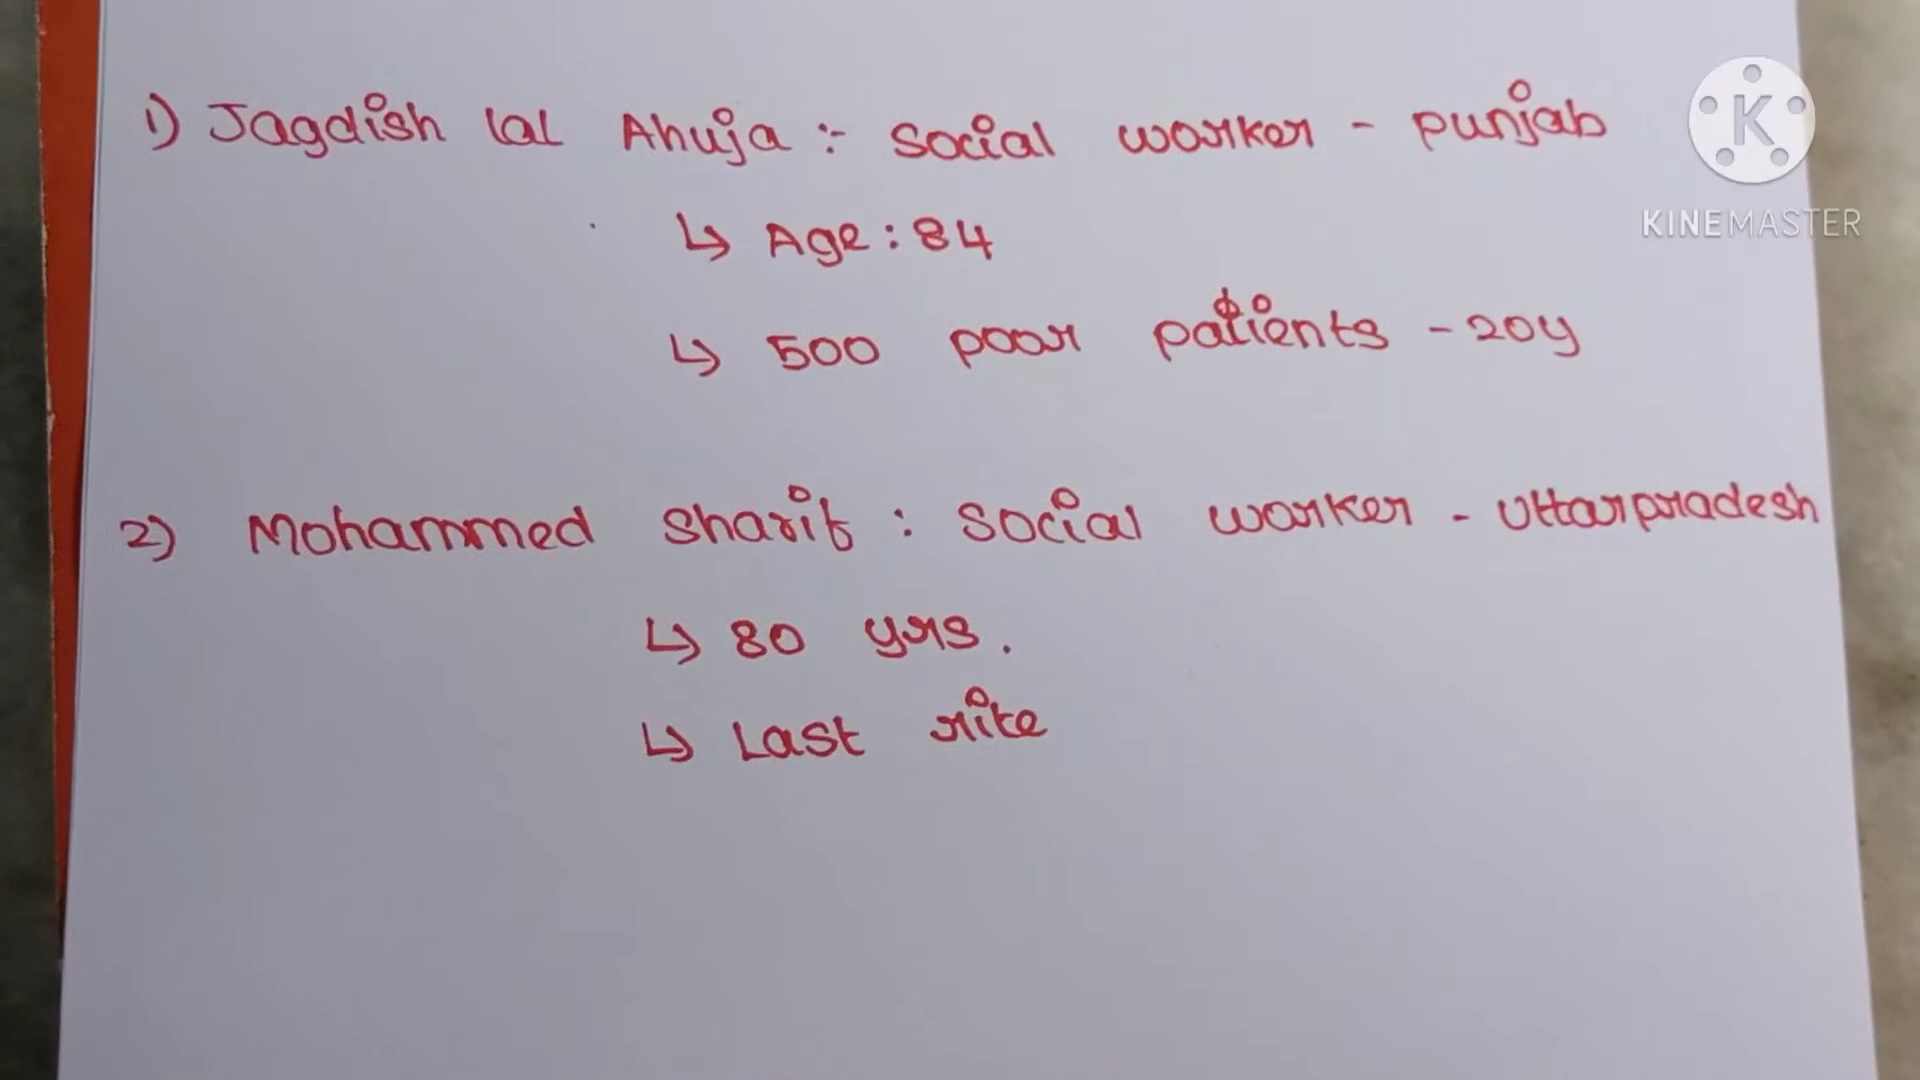 1) Jagdish lal Ahuja :- Social worker - punjab
↳ Age : 84
↳ 500 poor patients - 20y
2) Mohammed Sharif : Social worker - Uttarpradesh
↳ 80 yrs.
↳ Last rite
K
KINEMASTER